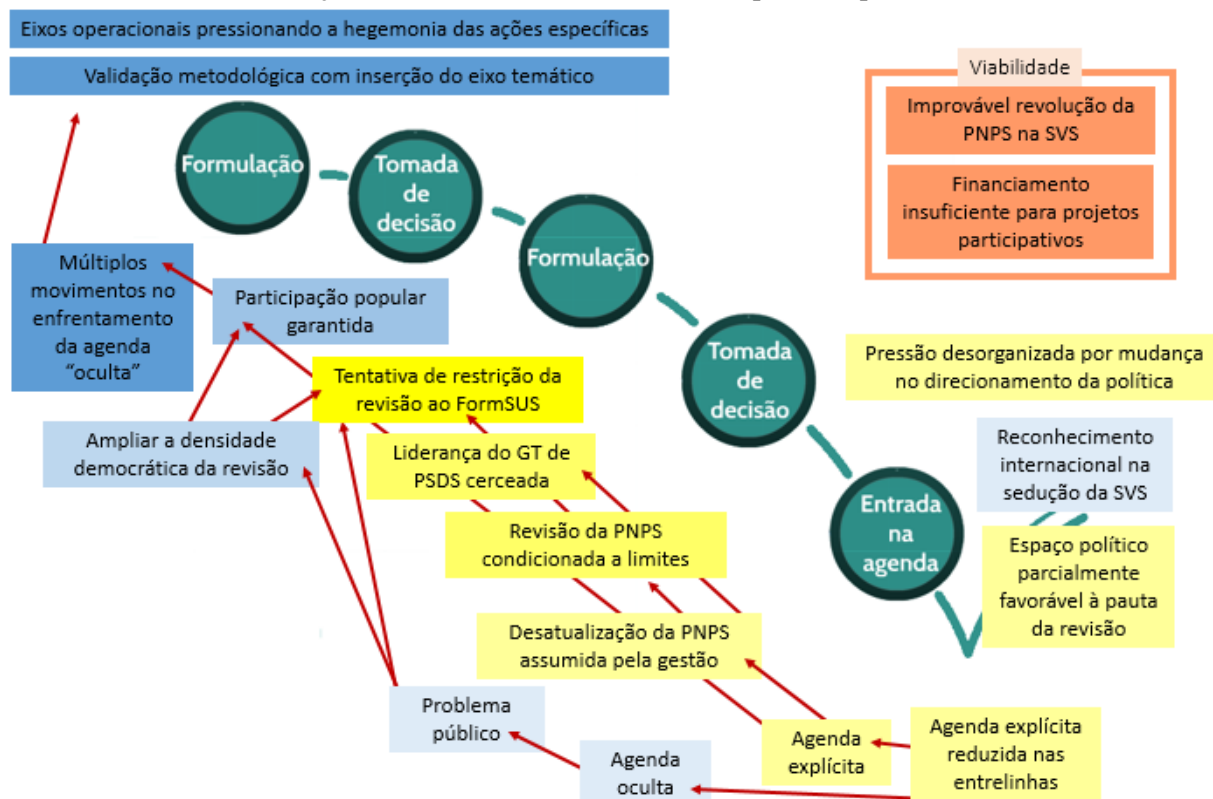 Eixos operacionais pressionando a hegemonia das ações específicas
Validação metodológica com inserção do eixo temático
Viabilidade
Improvável revolução da
PNPS na SVS
Financiamento
insuficiente para projetos
participativos
Formulação
Tomada
de
decisão
Formulação
Tomada
de
decisão
Entrada
na
agenda
Múltiplos
movimentos no
enfrentamento
da agenda
“oculta”
Participação popular
garantida
Tentativa de restrição da
revisão ao FormSUS
Ampliar a densidade
democrática da revisão
Liderança do GT de
PSDS cerceada
Revisão da PNPS
condicionada a limites
Desatualização da PNPS
assumida pela gestão
Pressão desorganizada por mudança
no direcionamento da política
Reconhecimento
internacional na
sedução da SVS
Espaço político
parcialmente
favorável à pauta
da revisão
Problema
público
Agenda
oculta
Agenda
explícita
Agenda explícita
reduzida nas
entrelinhas